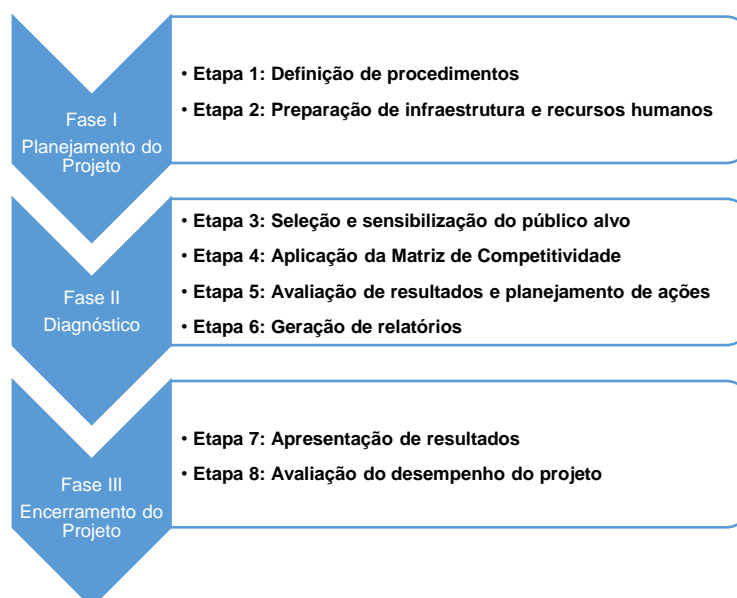 Fase I
Planejamento do
Projeto
• Etapa 1: Definição de procedimentos
• Etapa 2: Preparação de infraestrutura e recursos humanos
Fase II
Diagnóstico
• Etapa 3: Seleção e sensibilização do público alvo
• Etapa 4: Aplicação da Matriz de Competitividade
• Etapa 5: Avaliação de resultados e planejamento de ações
• Etapa 6: Geração de relatórios
Fase III
Encerramento do
Projeto
• Etapa 7: Apresentação de resultados
• Etapa 8: Avaliação do desempenho do projeto